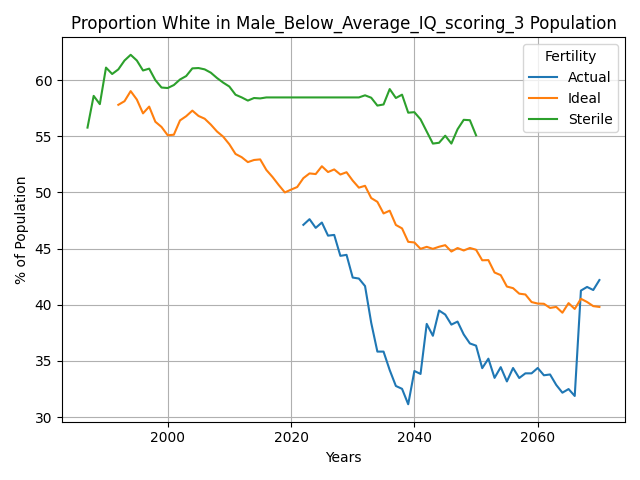 Proportion White in Male_Below_Average_IQ_scoring_3 Population
% of Population
60
55
50
45
40
35
30
Fertility
Actual
Ideal
Sterile
2000
2020
2040
2060
Years